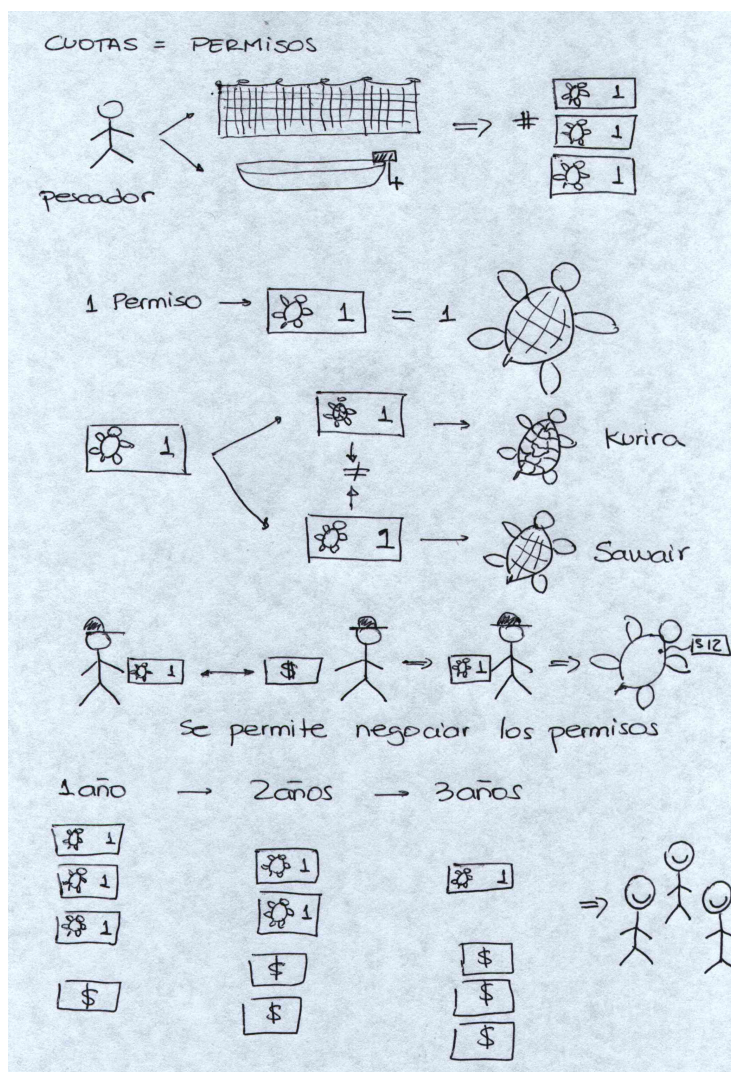 CUOTAS = PERMISOS
pescador
⇒ # 1
1
1
1 Permiso → 1 = 1
1
1 → Kurira
≠
1 → Sawair
1 ↔ $ ⇒ 1 ⇒ 512
Se permite negociar los permisos
1 año → 2 años → 3 años
1 1 1
1 1 $
1 $ $
$ $ $